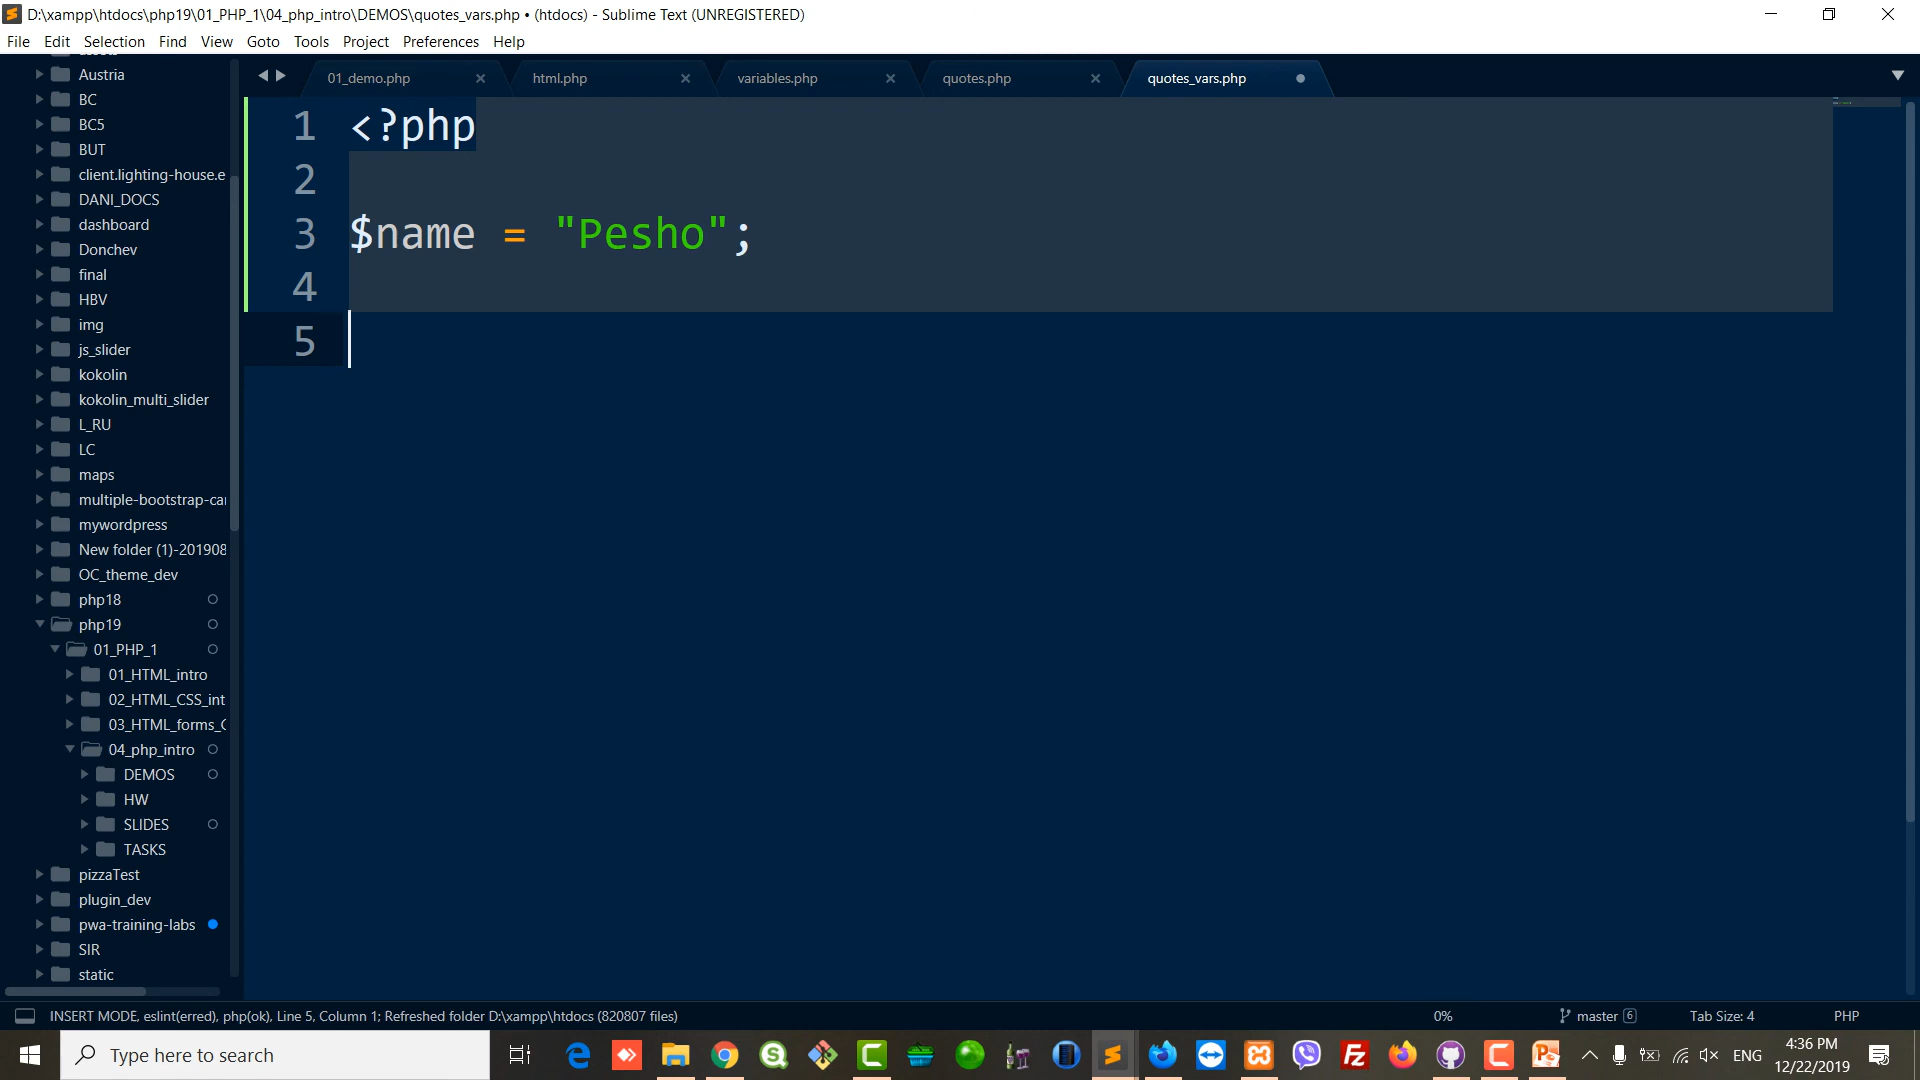 D:\xampp\htdocs\php19\01_PHP_1\04_php_intro\DEMOS\quotes_vars.php • (htdocs) - Sublime Text (UNREGISTERED)
File Edit Selection Find View Goto Tools Project Preferences Help
01_demo.php html.php variables.php quotes.php quotes_vars.php
Austria
BC
BC5
BUT
client.lighting-house.e
DANI_DOCS
dashboard
Donchev
final
HBV
img
js_slider
kokolin
kokolin_multi_slider
L_RU
LC
maps
multiple-bootstrap-car
mywordpress
New folder (1)-201908
OC_theme_dev
php18
php19
01_PHP_1
01_HTML_intro
02_HTML_CSS_int
03_HTML_forms_C
04_php_intro
DEMOS
HW
SLIDES
TASKS
pizzaTest
plugin_dev
pwa-training-labs
SIR
static
1 <?php
2
3 $name = "Pesho";
4
5
INSERT MODE, eslint(erred), php(ok), Line 5, Column 1; Refreshed folder D:\xampp\htdocs (820807 files) 0% master 6 Tab Size: 4 PHP
Type here to search
ENG
4:36 PM
12/22/2019